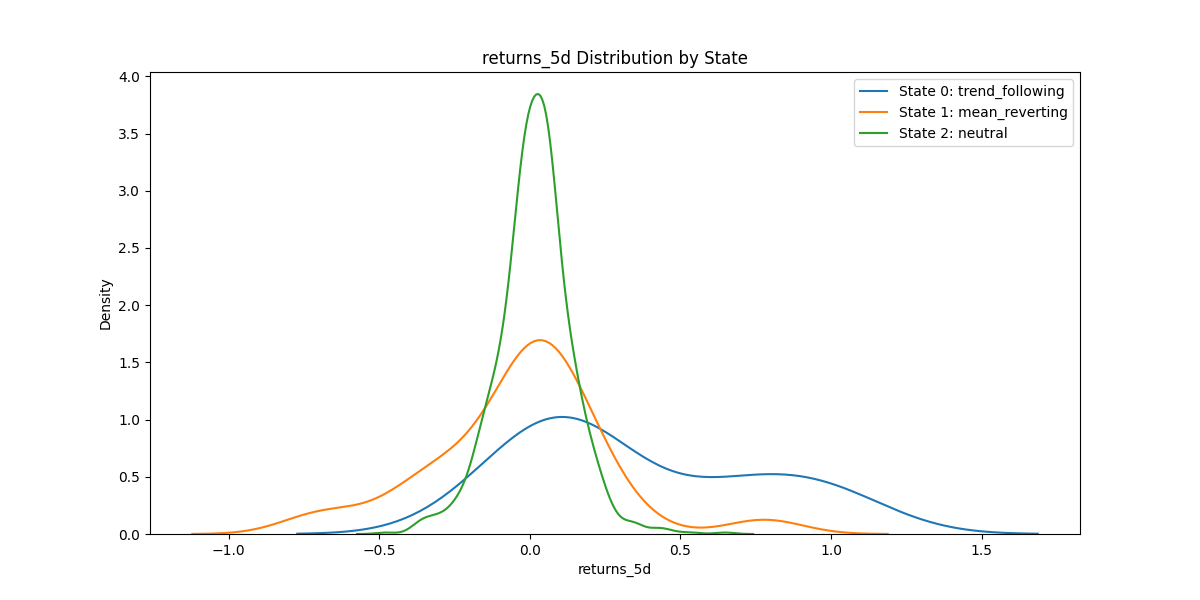 returns_5d Distribution by State
State 0: trend_following
State 1: mean_reverting
State 2: neutral
Density
4.0
3.5
3.0
2.5
2.0
1.5
1.0
0.5
0.0
−1.0
−0.5
0.0
0.5
1.0
1.5
returns_5d